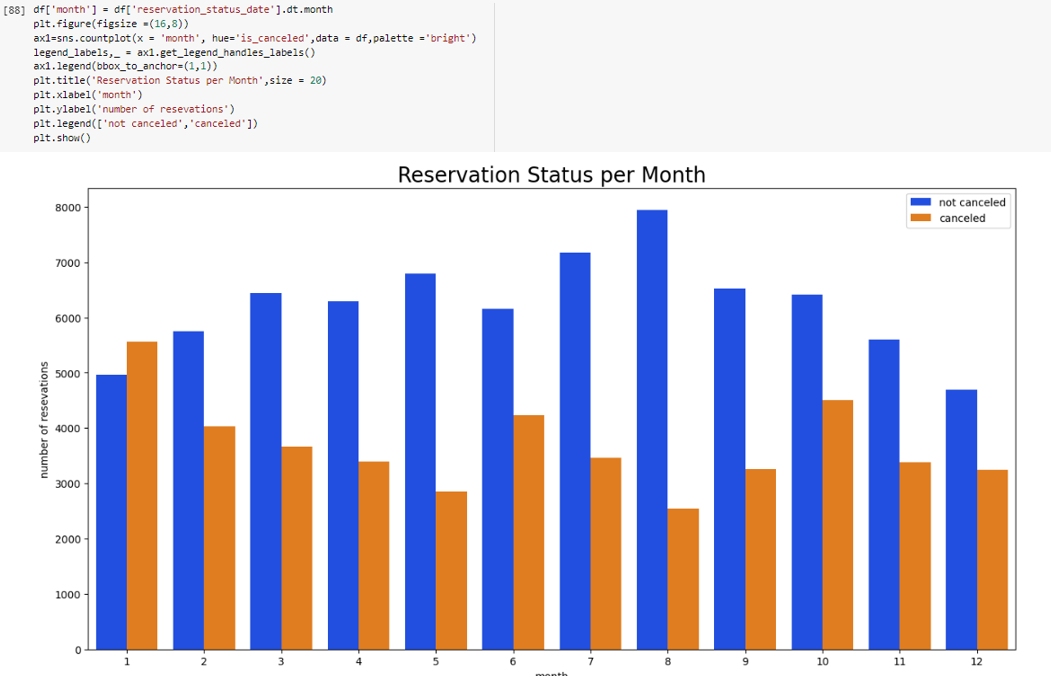 [88] df['month'] = df['reservation_status_date'].dt.month
plt.figure(figsize =(16,8))
ax1=sns.countplot(x = 'month', hue='is_canceled',data = df,palette ='bright')
legend_labels,_ = ax1.get_legend_handles_labels()
ax1.legend(bbox_to_anchor=(1,1))
plt.title('Reservation Status per Month',size = 20)
plt.xlabel('month')
plt.ylabel('number of resevations')
plt.legend(['not canceled','canceled'])
plt.show()
Reservation Status per Month
not canceled
canceled
8000
7000
6000
5000
4000
3000
2000
1000
0
number of resevations
1 2 3 4 5 6 7 8 9 10 11 12
month